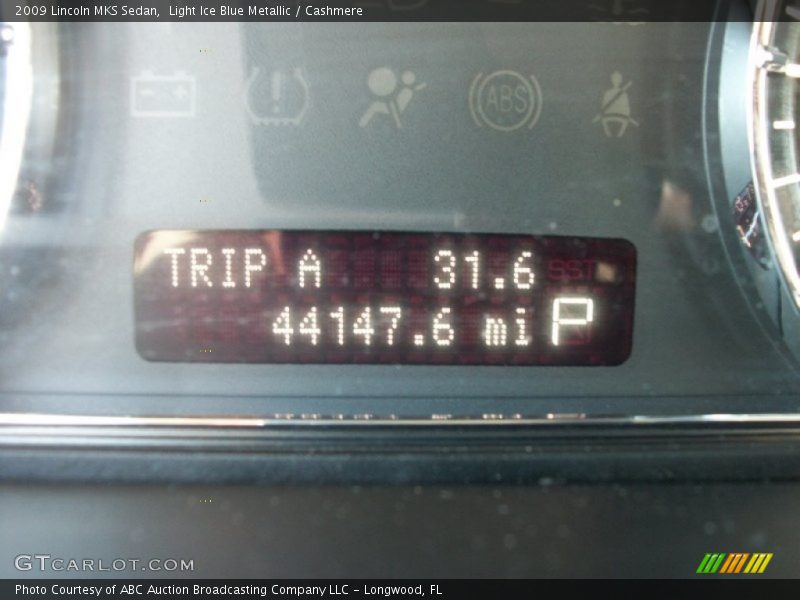 2009 Lincoln MKS Sedan,  Light Ice Blue Metallic / Cashmere
ABS
TRIP A 31.6 SST
44147.6 mi P
GTCARLOT.COM
Photo Courtesy of ABC Auction Broadcasting Company LLC - Longwood, FL